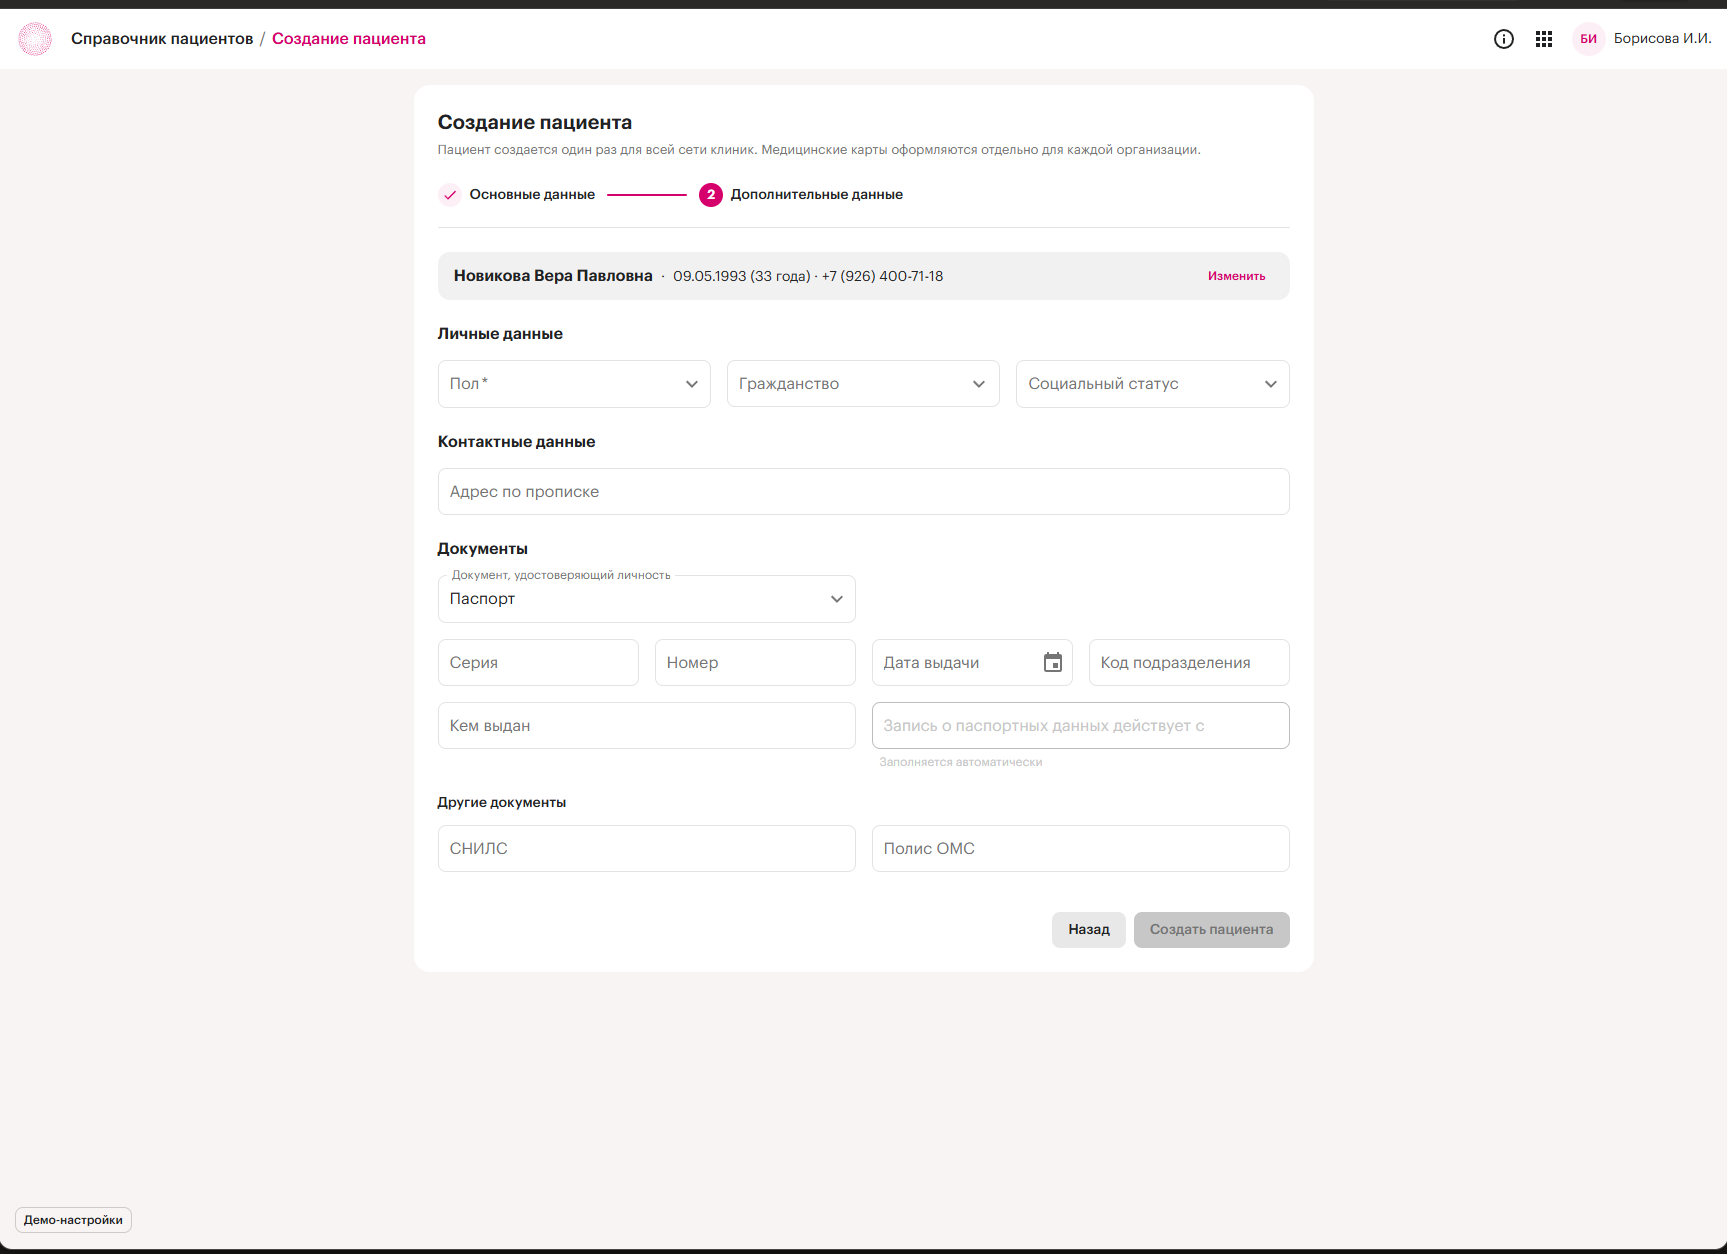 Справочник пациентов / Создание пациента
БИ Борисова И.И.
Создание пациента
Пациент создается один раз для всей сети клиник. Медицинские карты оформляются отдельно для каждой организации.
Основные данные 2 Дополнительные данные
Новикова Вера Павловна · 09.05.1993 (33 года) · +7 (926) 400-71-18 Изменить
Личные данные
Пол * Гражданство Социальный статус
Контактные данные
Адрес по прописке
Документы
Документ, удостоверяющий личность
Паспорт
Серия Номер Дата выдачи Код подразделения
Кем выдан Запись о паспортных данных действует с
Заполняется автоматически
Другие документы
СНИЛС Полис ОМС
Назад Создать пациента
Демо-настройки